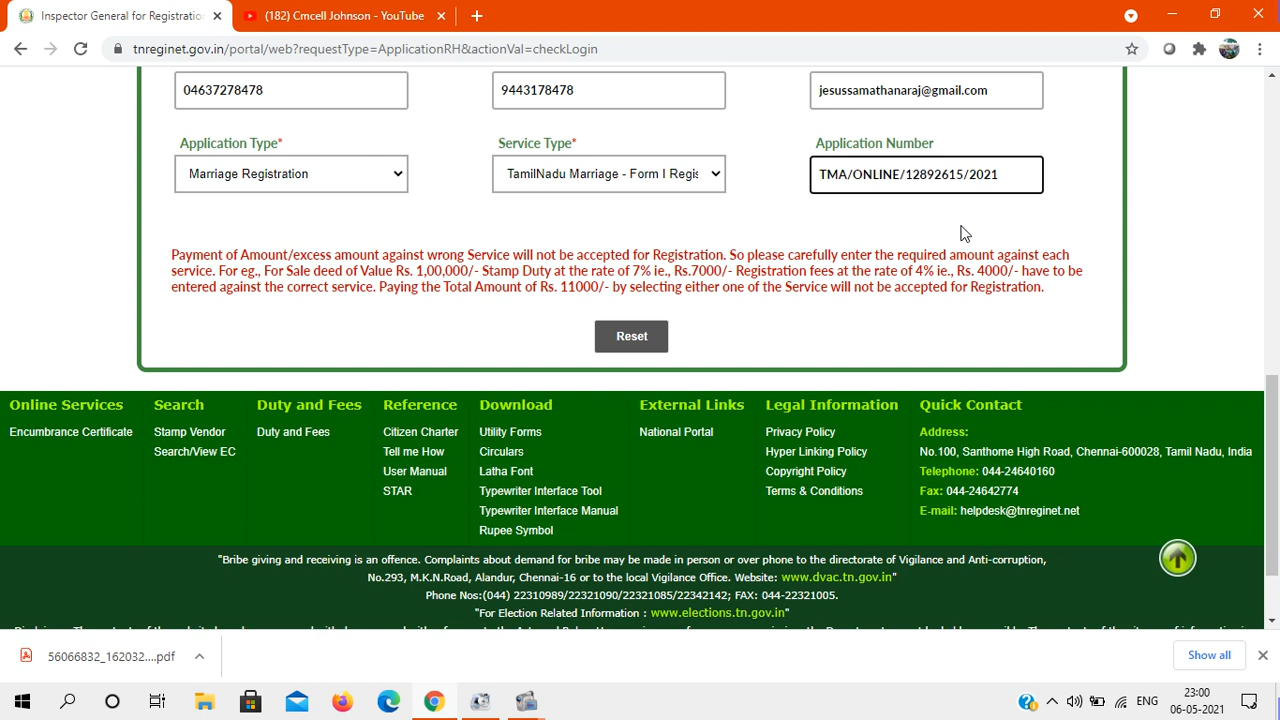 Inspector General for Registration
(182) Cmcell Johnson - YouTube
tnreginet.gov.in/portal/web?requestType=ApplicationRH&actionVal=checkLogin
04637278478 9443178478 jesussamathanaraj@gmail.com
Application Type* Service Type* Application Number
Marriage Registration TamilNadu Marriage - Form I Regis TMA/ONLINE/12892615/2021
Payment of Amount/excess amount against wrong Service will not be accepted for Registration. So please carefully enter the required amount against each
service. For eg., For Sale deed of Value Rs. 1,00,000/- Stamp Duty at the rate of 7% ie., Rs.7000/- Registration fees at the rate of 4% ie., Rs. 4000/- have to be
entered against the correct service. Paying the Total Amount of Rs. 11000/- by selecting either one of the Service will not be accepted for Registration.
Reset
Online Services Search Duty and Fees Reference Download External Links Legal Information Quick Contact
Encumbrance Certificate Stamp Vendor Duty and Fees Citizen Charter Utility Forms National Portal Privacy Policy Address:
Search/View EC Tell me How Circulars Hyper Linking Policy No.100, Santhome High Road, Chennai-600028, Tamil Nadu, India
User Manual Latha Font Copyright Policy Telephone: 044-24640160
STAR Typewriter Interface Tool Terms & Conditions Fax: 044-24642774
Typewriter Interface Manual E-mail: helpdesk@tnreginet.net
Rupee Symbol
"Bribe giving and receiving is an offence. Complaints about demand for bribe may be made in person or over phone to the directorate of Vigilance and Anti-corruption,
No.293, M.K.N.Road, Alandur, Chennai-16 or to the local Vigilance Office. Website: www.dvac.tn.gov.in"
Phone Nos:(044) 22310989/22321090/22321085/22342142; FAX: 044-22321005.
"For Election Related Information : www.elections.tn.gov.in"
56066832_162032....pdf Show all
ENG 23:00
06-05-2021